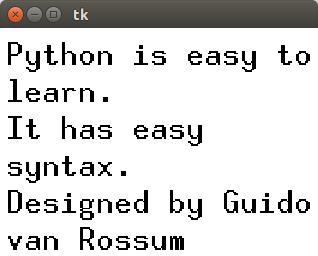 tk
Python is easy to
learn.
It has easy
syntax.
Designed by Guido
van Rossum